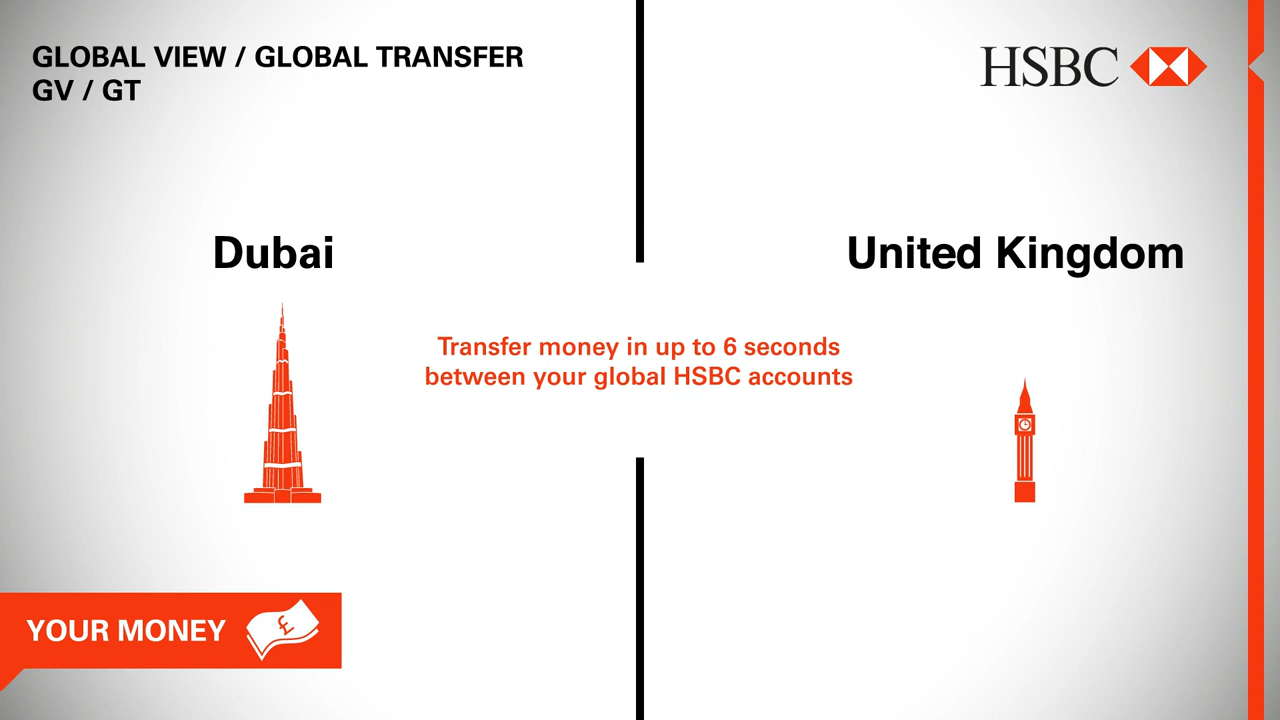 GLOBAL VIEW / GLOBAL TRANSFER
GV / GT
HSBC
Dubai
United Kingdom
Transfer money in up to 6 seconds
between your global HSBC accounts
YOUR MONEY
£